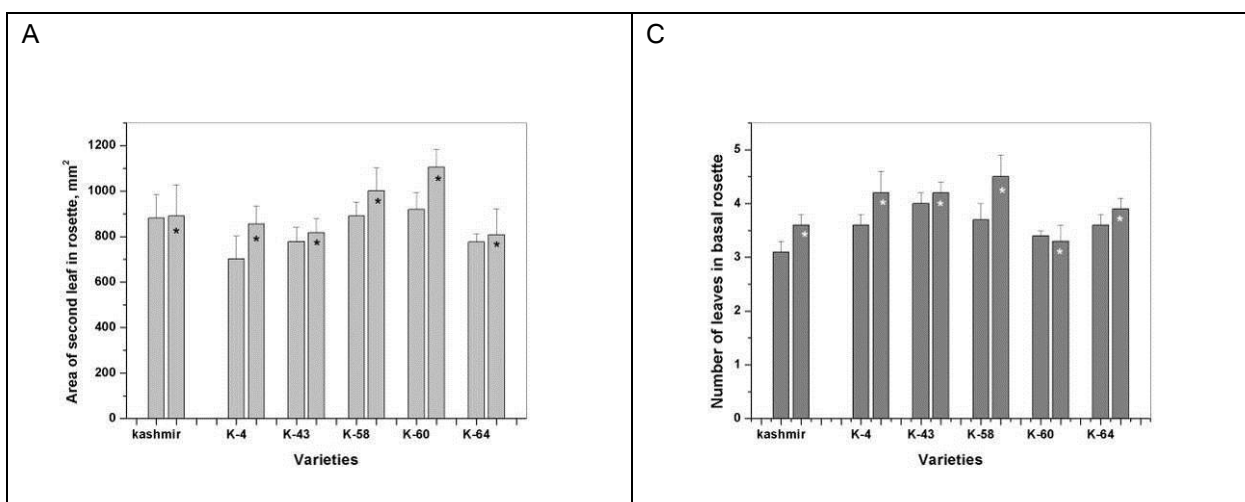 A
Area of second leaf in rosette, mm²
1200
1000
800
600
400
200
0
* * * * * *
kashmir K-4 K-43 K-58 K-60 K-64
Varieties
C
Number of leaves in basal rosette
5
4
3
2
1
0
* * * * * *
kashmir K-4 K-43 K-58 K-60 K-64
Varieties